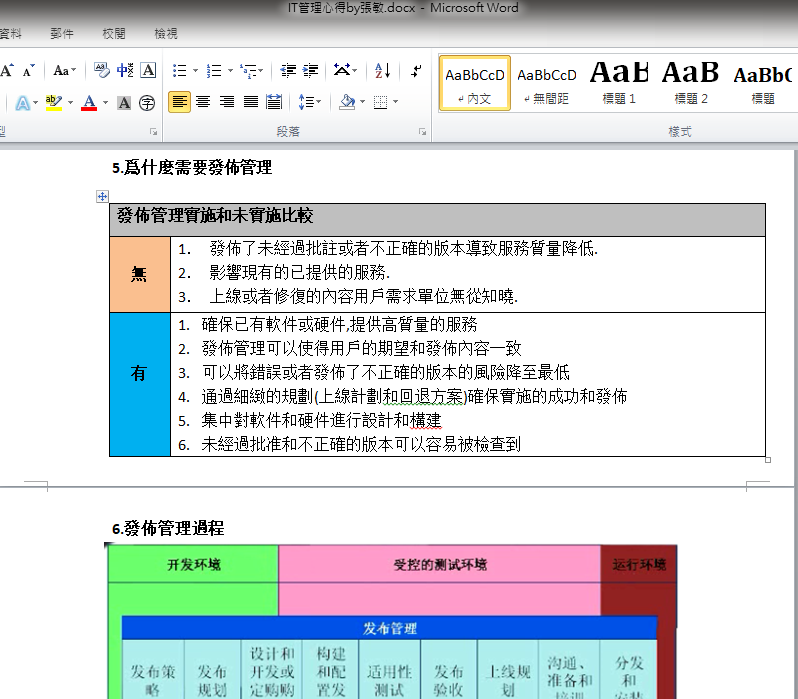 IT管理心得by張敏.docx - Microsoft Word
資料 郵件 校閱 檢視
AaBbCcD AaBbCcD AaB AaB AaBbC
內文 無間距 標題 1 標題 2 標題
型 段落 樣式
5.爲什麼需要發佈管理
發佈管理實施和未實施比較
無
1. 發佈了未經過批註或者不正確的版本導致服務質量降低.
2. 影響現有的已提供的服務.
3. 上線或者修復的內容用戶需求單位無從知曉.
有
1. 確保已有軟件或硬件,提供高質量的服務
2. 發佈管理可以使得用戶的期望和發佈內容一致
3. 可以將錯誤或者發佈了不正確的版本的風險降至最低
4. 通過細緻的規劃(上線計劃和回退方案)確保實施的成功和發佈
5. 集中對軟件和硬件進行設計和構建
6. 未經過批准和不正確的版本可以容易被檢查到
6.發佈管理過程
开发环境 受控的测试环境 运行环境
发布管理
发布策
略
发布
规划
设计和
开发或
定购购
构建
和配
置发
适用性
测试
发布
验收
上线规
划
沟通、
准备和
培训
分发
和